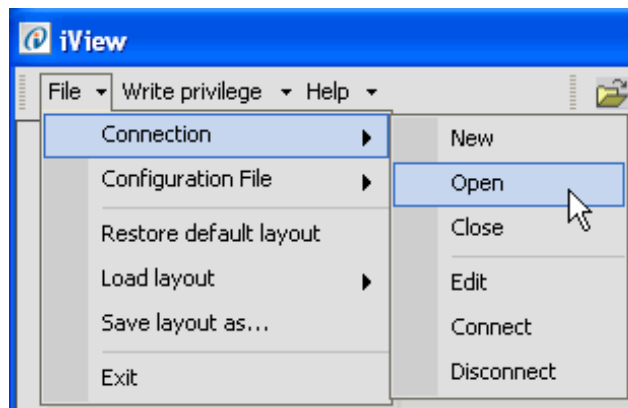 iView
File Write privilege Help
Connection
Configuration File
Restore default layout
Load layout
Save layout as...
Exit
New
Open
Close
Edit
Connect
Disconnect